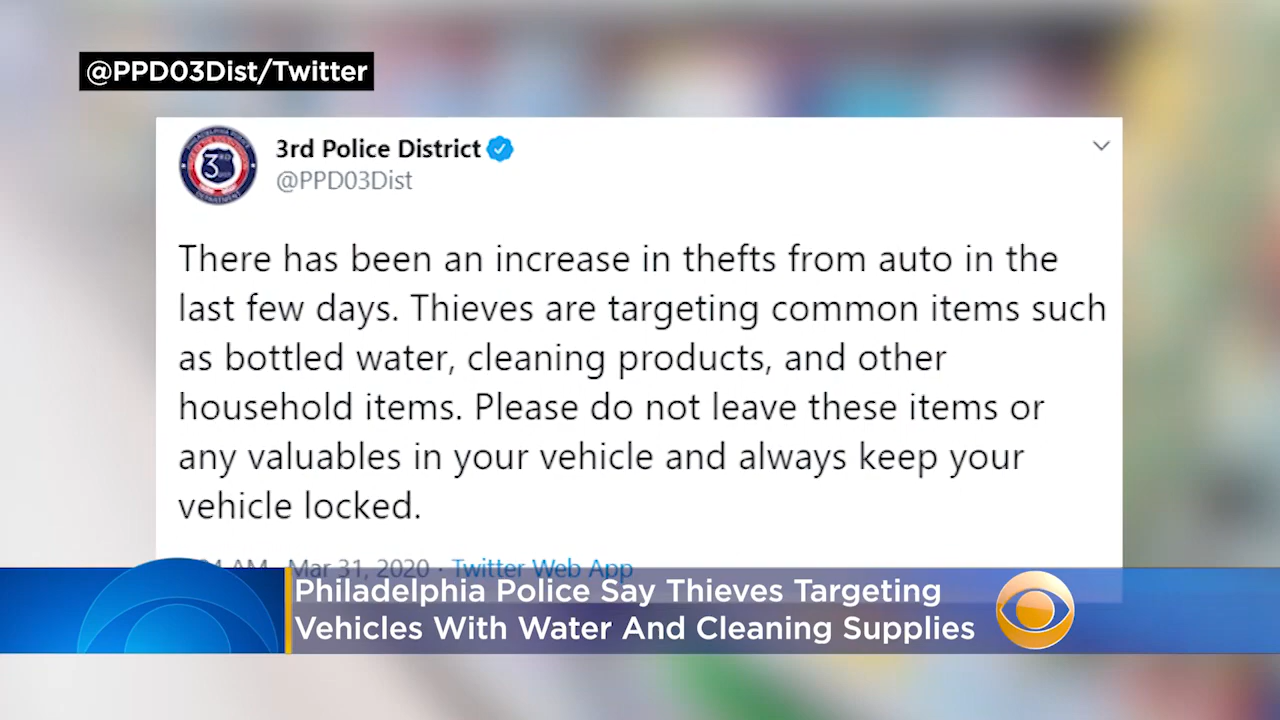 @PPD03Dist/Twitter
3rd Police District
@PPD03Dist
There has been an increase in thefts from auto in the
last few days. Thieves are targeting common items such
as bottled water, cleaning products, and other
household items. Please do not leave these items or
any valuables in your vehicle and always keep your
vehicle locked.
AM · Mar 31, 2020 · Twitter Web App
Philadelphia Police Say Thieves Targeting
Vehicles With Water And Cleaning Supplies